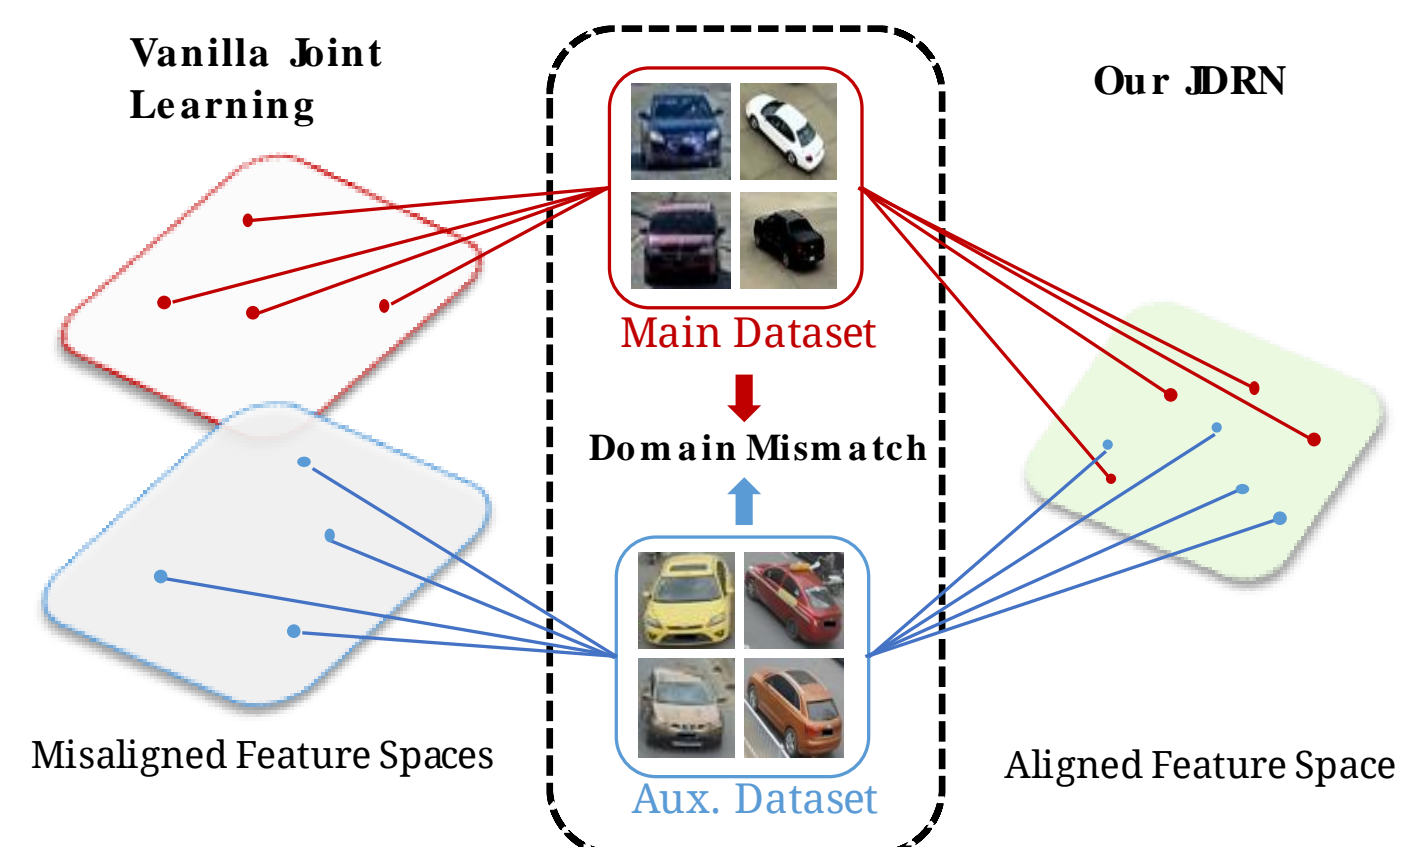 Vanilla Joint
Learning
Our JDRN
Main Dataset
Domain Mismatch
Aux. Dataset
Misaligned Feature Spaces
Aligned Feature Space